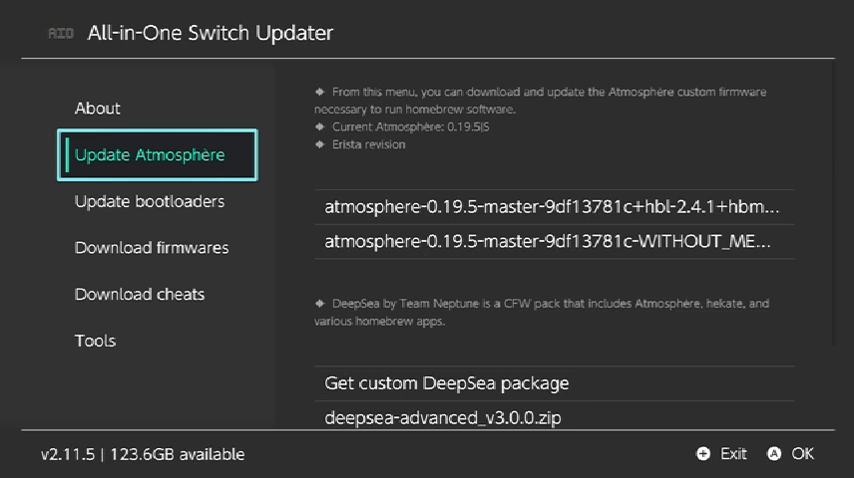 AIO All-in-One Switch Updater
About
Update Atmosphère
Update bootloaders
Download firmwares
Download cheats
Tools
◆ From this menu, you can download and update the Atmosphère custom firmware
necessary to run homebrew software.
◆ Current Atmosphère: 0.19.5|S
◆ Erista revision
atmosphere-0.19.5-master-9df13781c+hbl-2.4.1+hbm...
atmosphere-0.19.5-master-9df13781c-WITHOUT_ME...
◆ DeepSea by Team Neptune is a CFW pack that includes Atmosphère, hekate, and
various homebrew apps.
Get custom DeepSea package
deepsea-advanced_v3.0.0.zip
v2.11.5 | 123.6GB available
+ Exit A OK